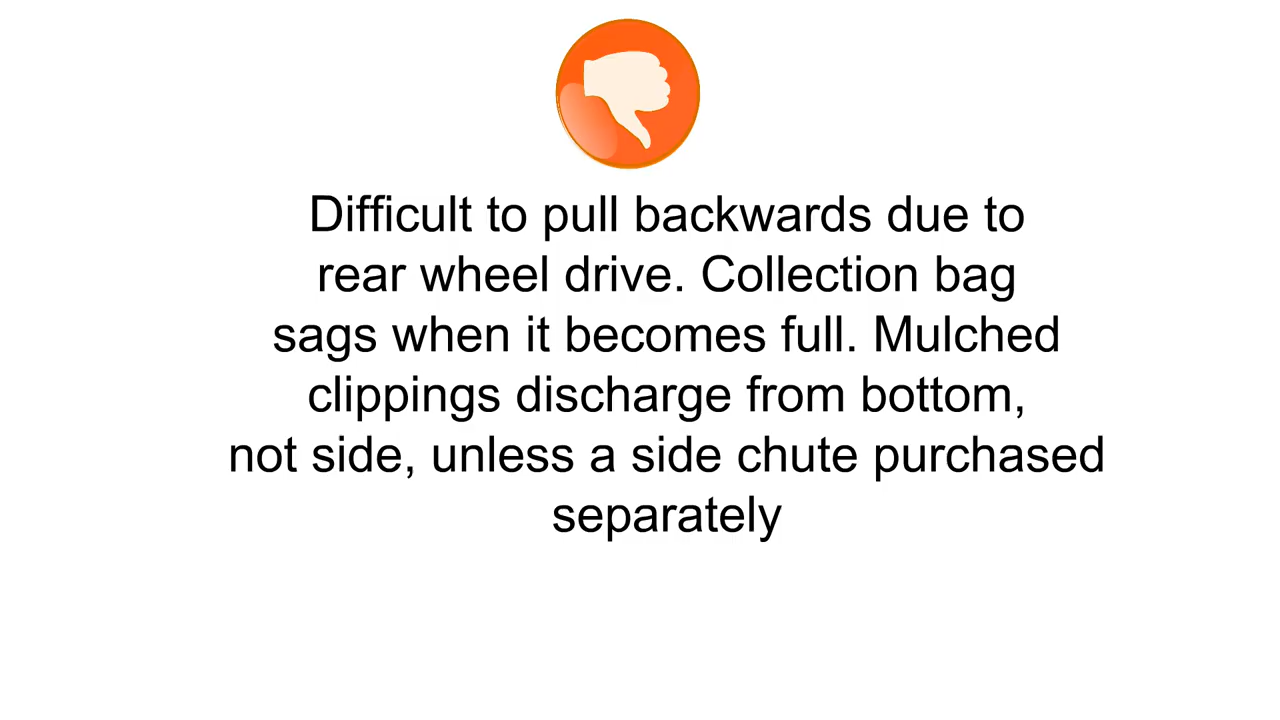 Difficult to pull backwards due to
rear wheel drive. Collection bag
sags when it becomes full. Mulched
clippings discharge from bottom,
not side, unless a side chute purchased
separately